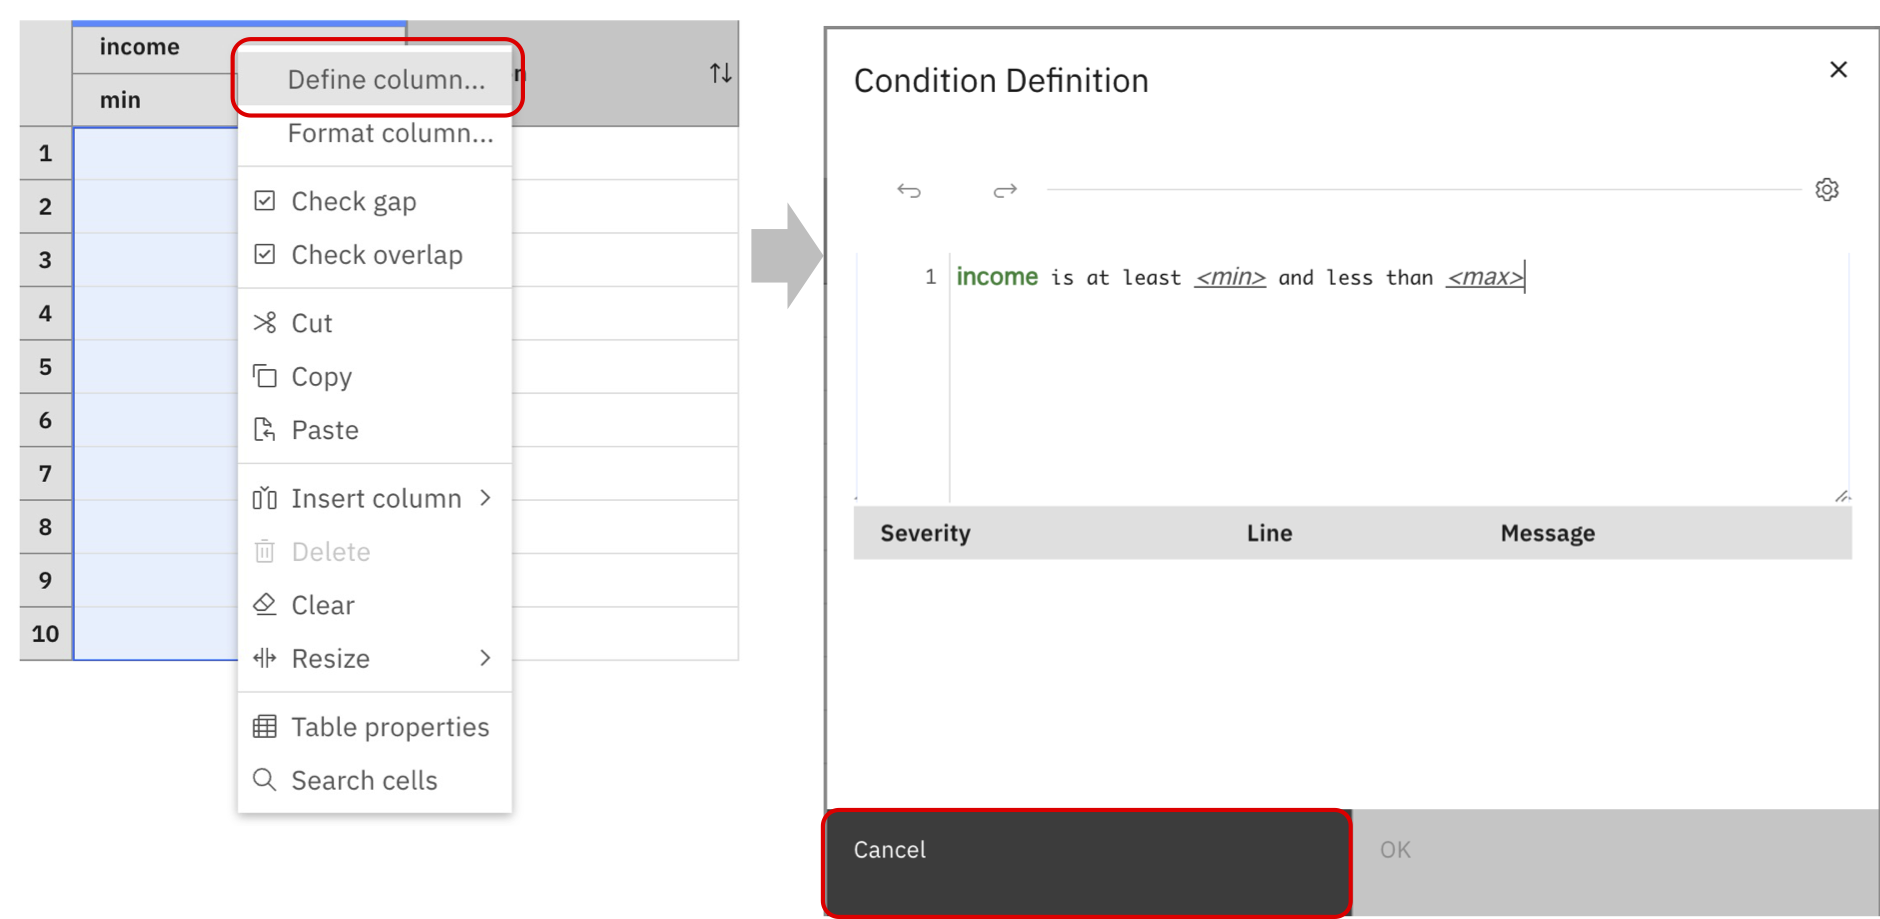 income
min
n
1
2
3
4
5
6
7
8
9
10
Define column...
Format column...
Check gap
Check overlap
Cut
Copy
Paste
Insert column
Delete
Clear
Resize
Table properties
Search cells
Condition Definition
1 income is at least <min> and less than <max>
Severity Line Message
Cancel OK